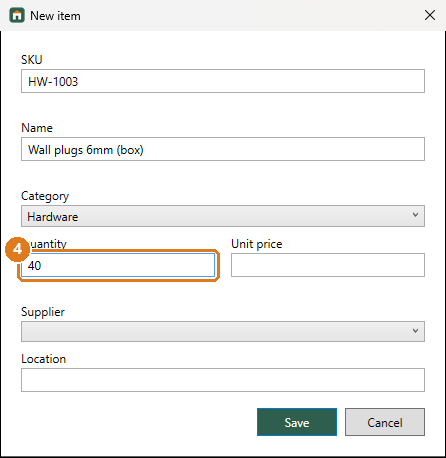 New item
SKU
HW-1003
Name
Wall plugs 6mm (box)
Category
Hardware
4
uantity Unit price
40
Supplier
Location
Save Cancel